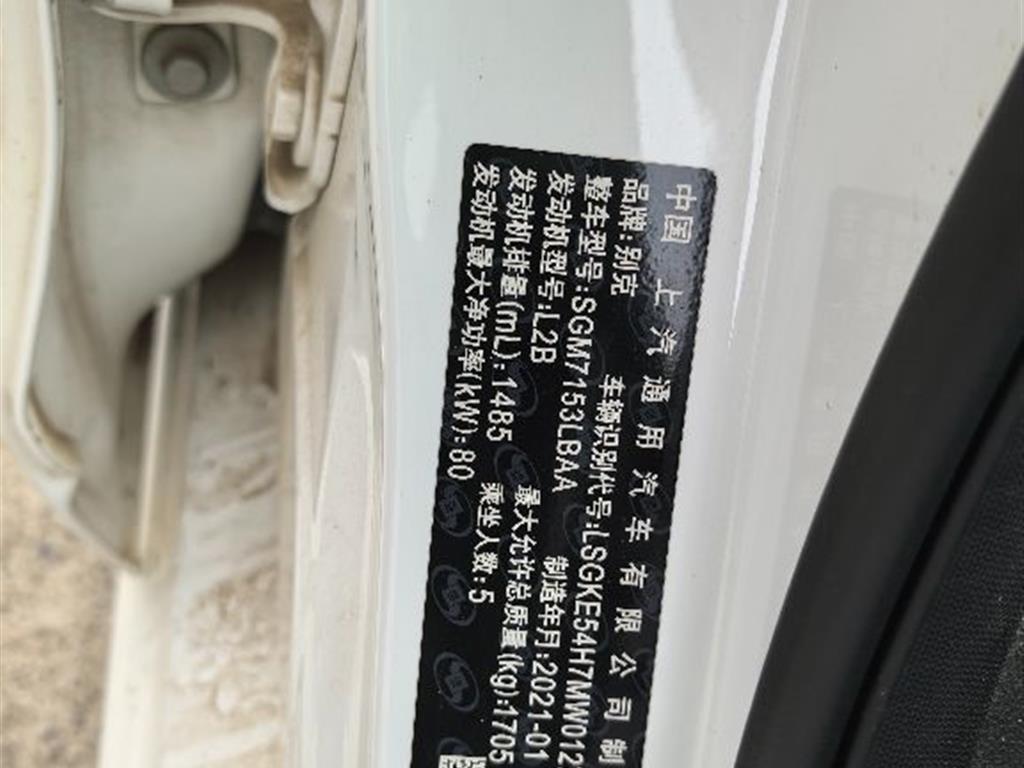 中国 上汽通用汽车有限公司制
品牌:别克 车辆识别代号:LSGKE54H7MW012
整车型号:SGM7153LBAA 制造年月:2021-01
发动机型号:L2B 最大允许总质量(kg):1705
发动机排量(mL):1485 乘坐人数:5
发动机最大净功率(kW):80